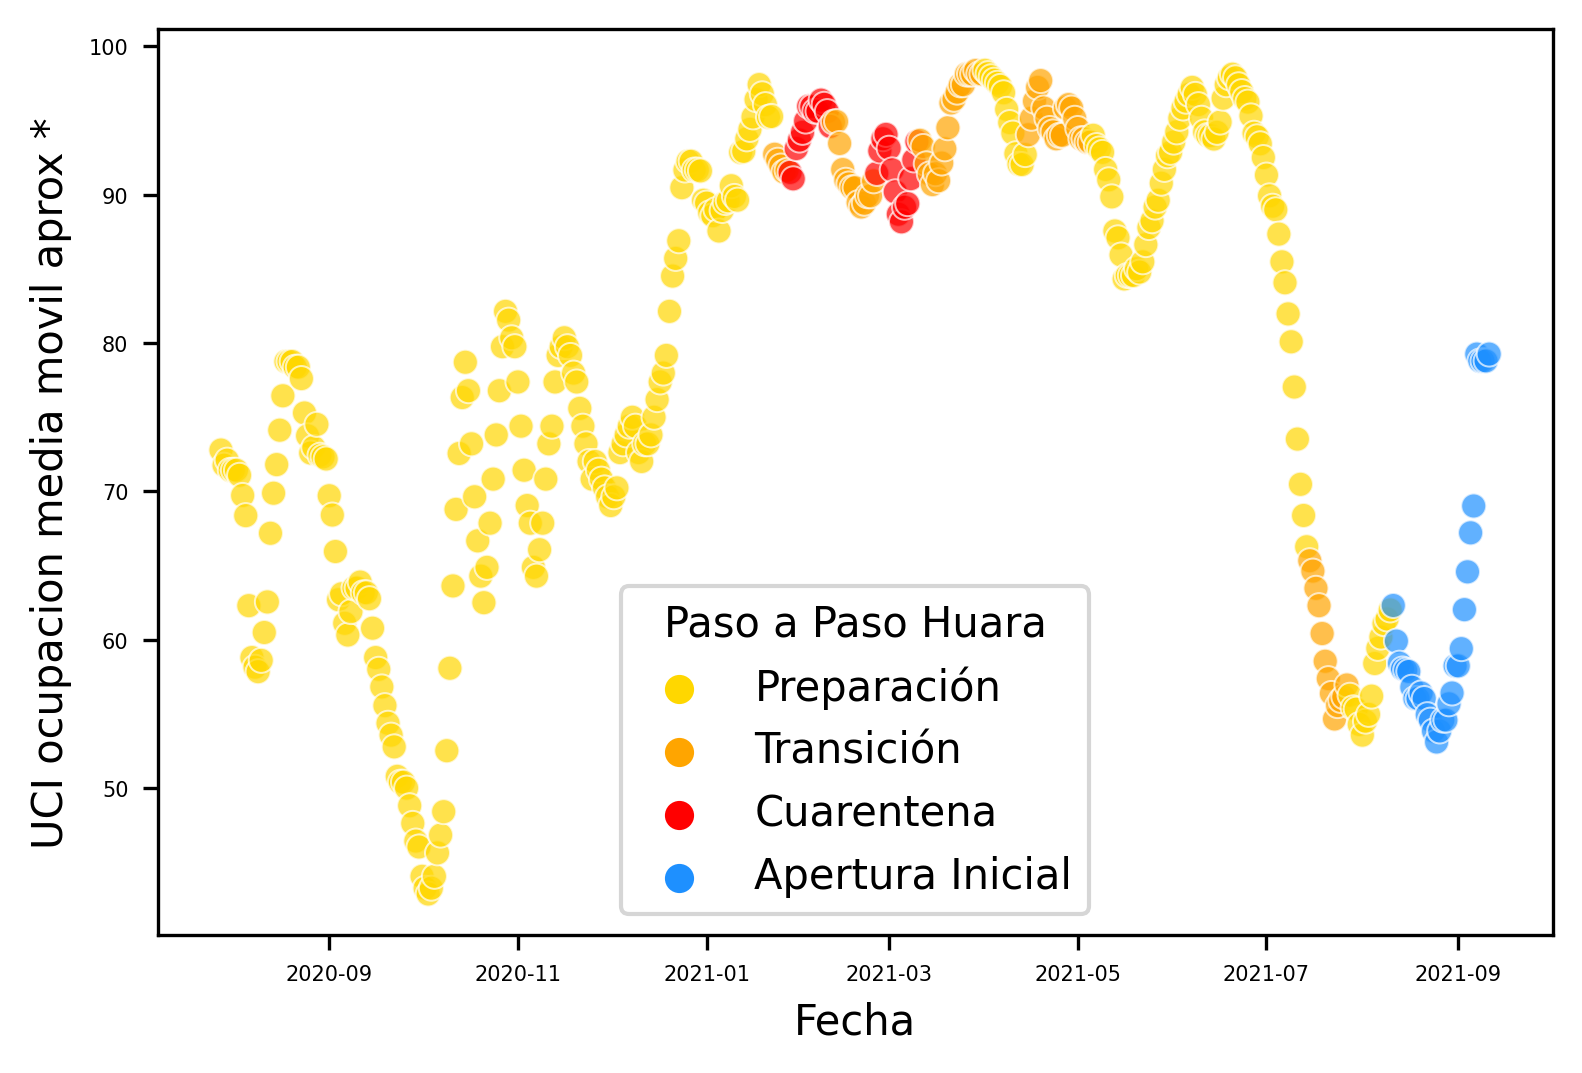 UCI ocupacion media movil aprox *
100
90
80
70
60
50
Paso a Paso Huara
Preparación
Transición
Cuarentena
Apertura Inicial
2020-09
2020-11
2021-01
2021-03
2021-05
2021-07
2021-09
Fecha